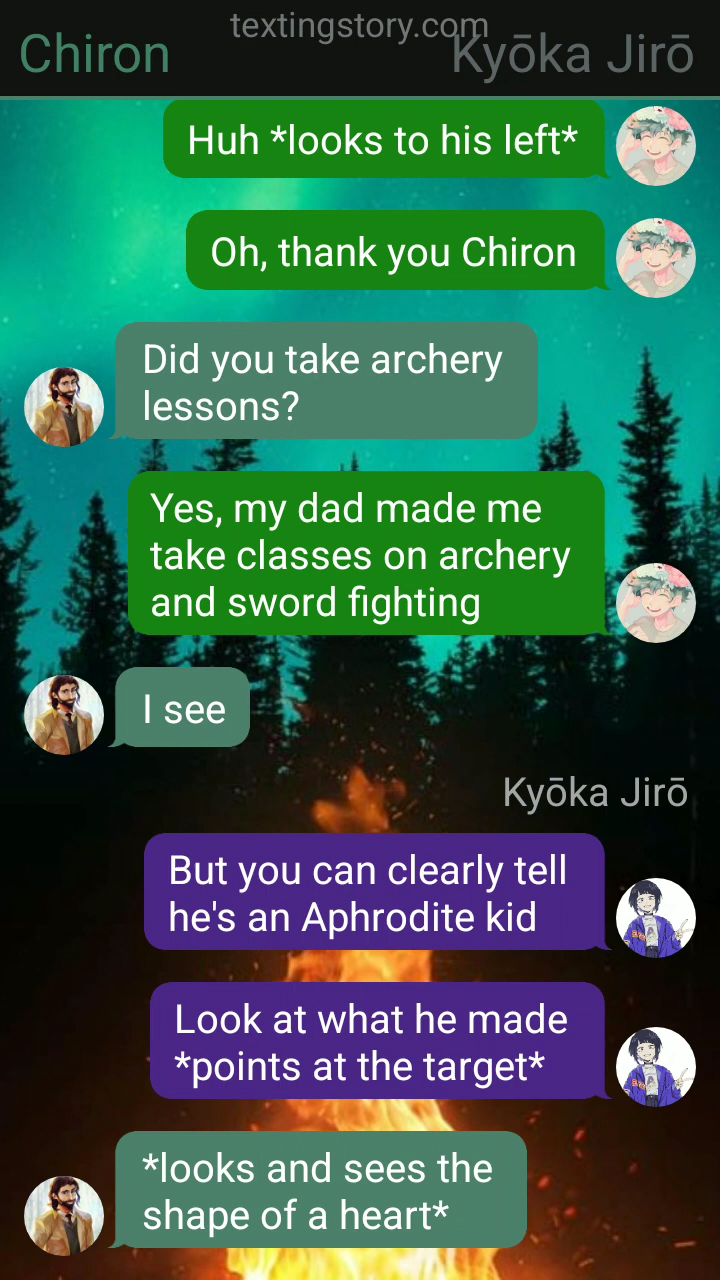 textingstory.com
Chiron
Kyōka Jirō
Huh *looks to his left*
Oh, thank you Chiron
Did you take archery
lessons?
Yes, my dad made me
take classes on archery
and sword fighting
I see
Kyōka Jirō
But you can clearly tell
he's an Aphrodite kid
Look at what he made
*points at the target*
*looks and sees the
shape of a heart*